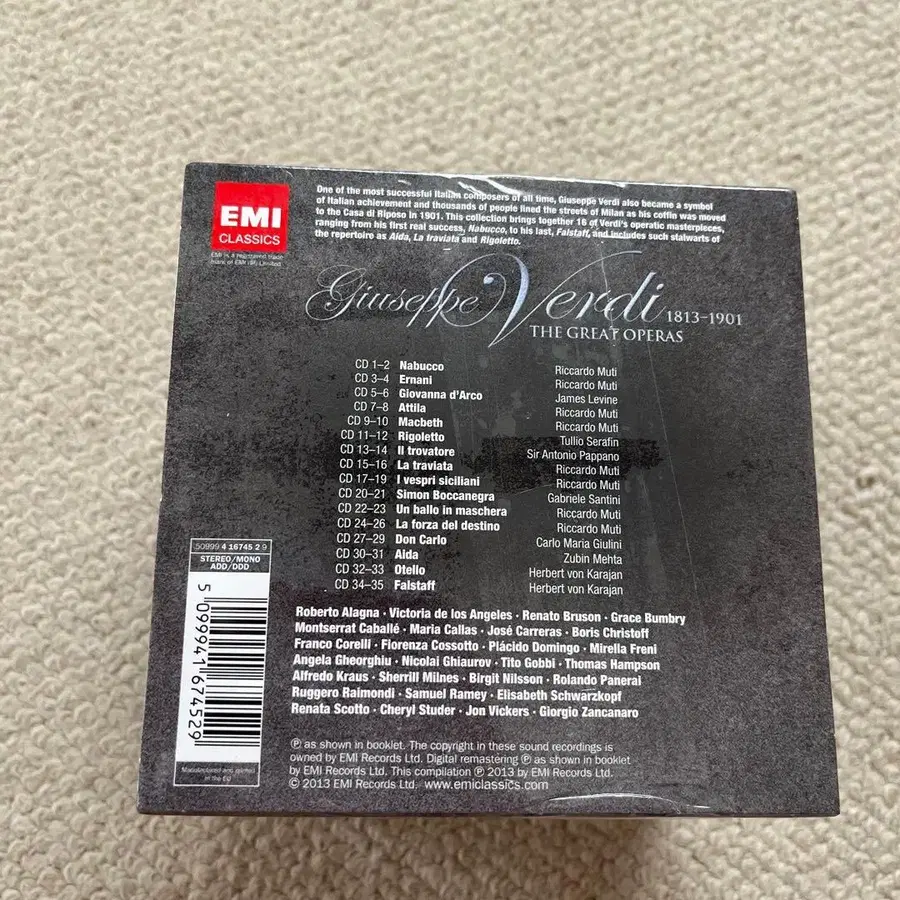 EMI
CLASSICS
EMI is a registered trade
mark of EMI (IP) Limited
One of the most successful Italian composers of all time, Giuseppe Verdi also became a symbol
of Italian achievement and thousands of people lined the streets of Milan as his coffin was moved
to the Casa di Riposo in 1901. This collection brings together 16 of Verdi's operatic masterpieces,
ranging from his first real success, Nabucco, to his last, Falstaff, and includes such stalwarts of
the repertoire as Aida, La traviata and Rigoletto.
Giuseppe Verdi 1813–1901
THE GREAT OPERAS
CD 1–2 Nabucco Riccardo Muti
CD 3–4 Ernani Riccardo Muti
CD 5–6 Giovanna d'Arco James Levine
CD 7–8 Attila Riccardo Muti
CD 9–10 Macbeth Riccardo Muti
CD 11–12 Rigoletto Tullio Serafin
CD 13–14 Il trovatore Sir Antonio Pappano
CD 15–16 La traviata Riccardo Muti
CD 17–19 I vespri siciliani Riccardo Muti
CD 20–21 Simon Boccanegra Gabriele Santini
CD 22–23 Un ballo in maschera Riccardo Muti
CD 24–26 La forza del destino Riccardo Muti
CD 27–29 Don Carlo Carlo Maria Giulini
CD 30–31 Aida Zubin Mehta
CD 32–33 Otello Herbert von Karajan
CD 34–35 Falstaff Herbert von Karajan
Roberto Alagna · Victoria de los Angeles · Renato Bruson · Grace Bumbry
Montserrat Caballé · Maria Callas · José Carreras · Boris Christoff
Franco Corelli · Fiorenza Cossotto · Plácido Domingo · Mirella Freni
Angela Gheorghiu · Nicolai Ghiaurov · Tito Gobbi · Thomas Hampson
Alfredo Kraus · Sherrill Milnes · Birgit Nilsson · Rolando Panerai
Ruggero Raimondi · Samuel Ramey · Elisabeth Schwarzkopf
Renata Scotto · Cheryl Studer · Jon Vickers · Giorgio Zancanaro
℗ as shown in booklet. The copyright in these sound recordings is
owned by EMI Records Ltd. Digital remastering ℗ as shown in booklet
by EMI Records Ltd. This compilation ℗ 2013 by EMI Records Ltd.
© 2013 EMI Records Ltd. www.emiclassics.com
50999 4 16745 2 9
STEREO/MONO
ADD/DDD
5 099941 674529
Manufactured and printed
in the EU